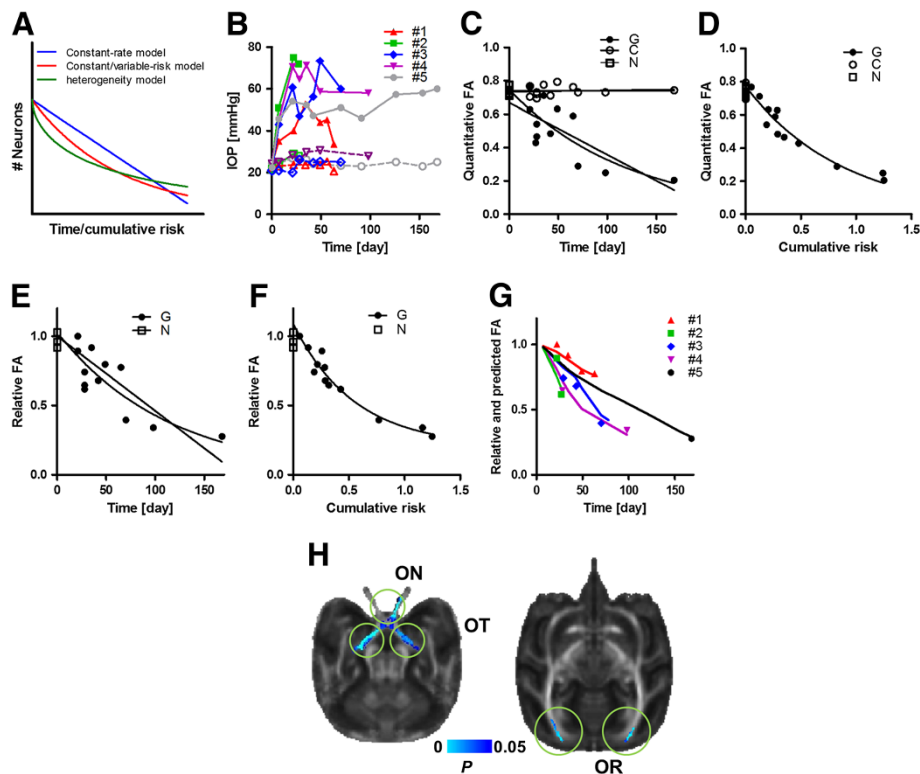 A
Constant-rate model
Constant/variable-risk model
heterogeneity model
# Neurons
Time/cumulative risk
B
#1
#2
#3
#4
#5
IOP [mmHg]
80
60
40
20
0
0 50 100 150
Time [day]
C
G
C
N
Quantitative FA
1.0
0.8
0.6
0.4
0.2
0.0
0 50 100 150
Time [day]
D
G
C
N
Quantitative FA
1.0
0.8
0.6
0.4
0.2
0.0
0.0 0.5 1.0 1.5
Cumulative risk
E
G
N
Relative FA
1.0
0.5
0.0
0 50 100 150
Time [day]
F
G
N
Relative FA
1.0
0.5
0.0
0.0 0.5 1.0 1.5
Cumulative risk
G
#1
#2
#3
#4
#5
Relative and predicted FA
1.0
0.5
0.0
0 50 100 150
Time [day]
H
ON
OT
0 0.05
P
OR